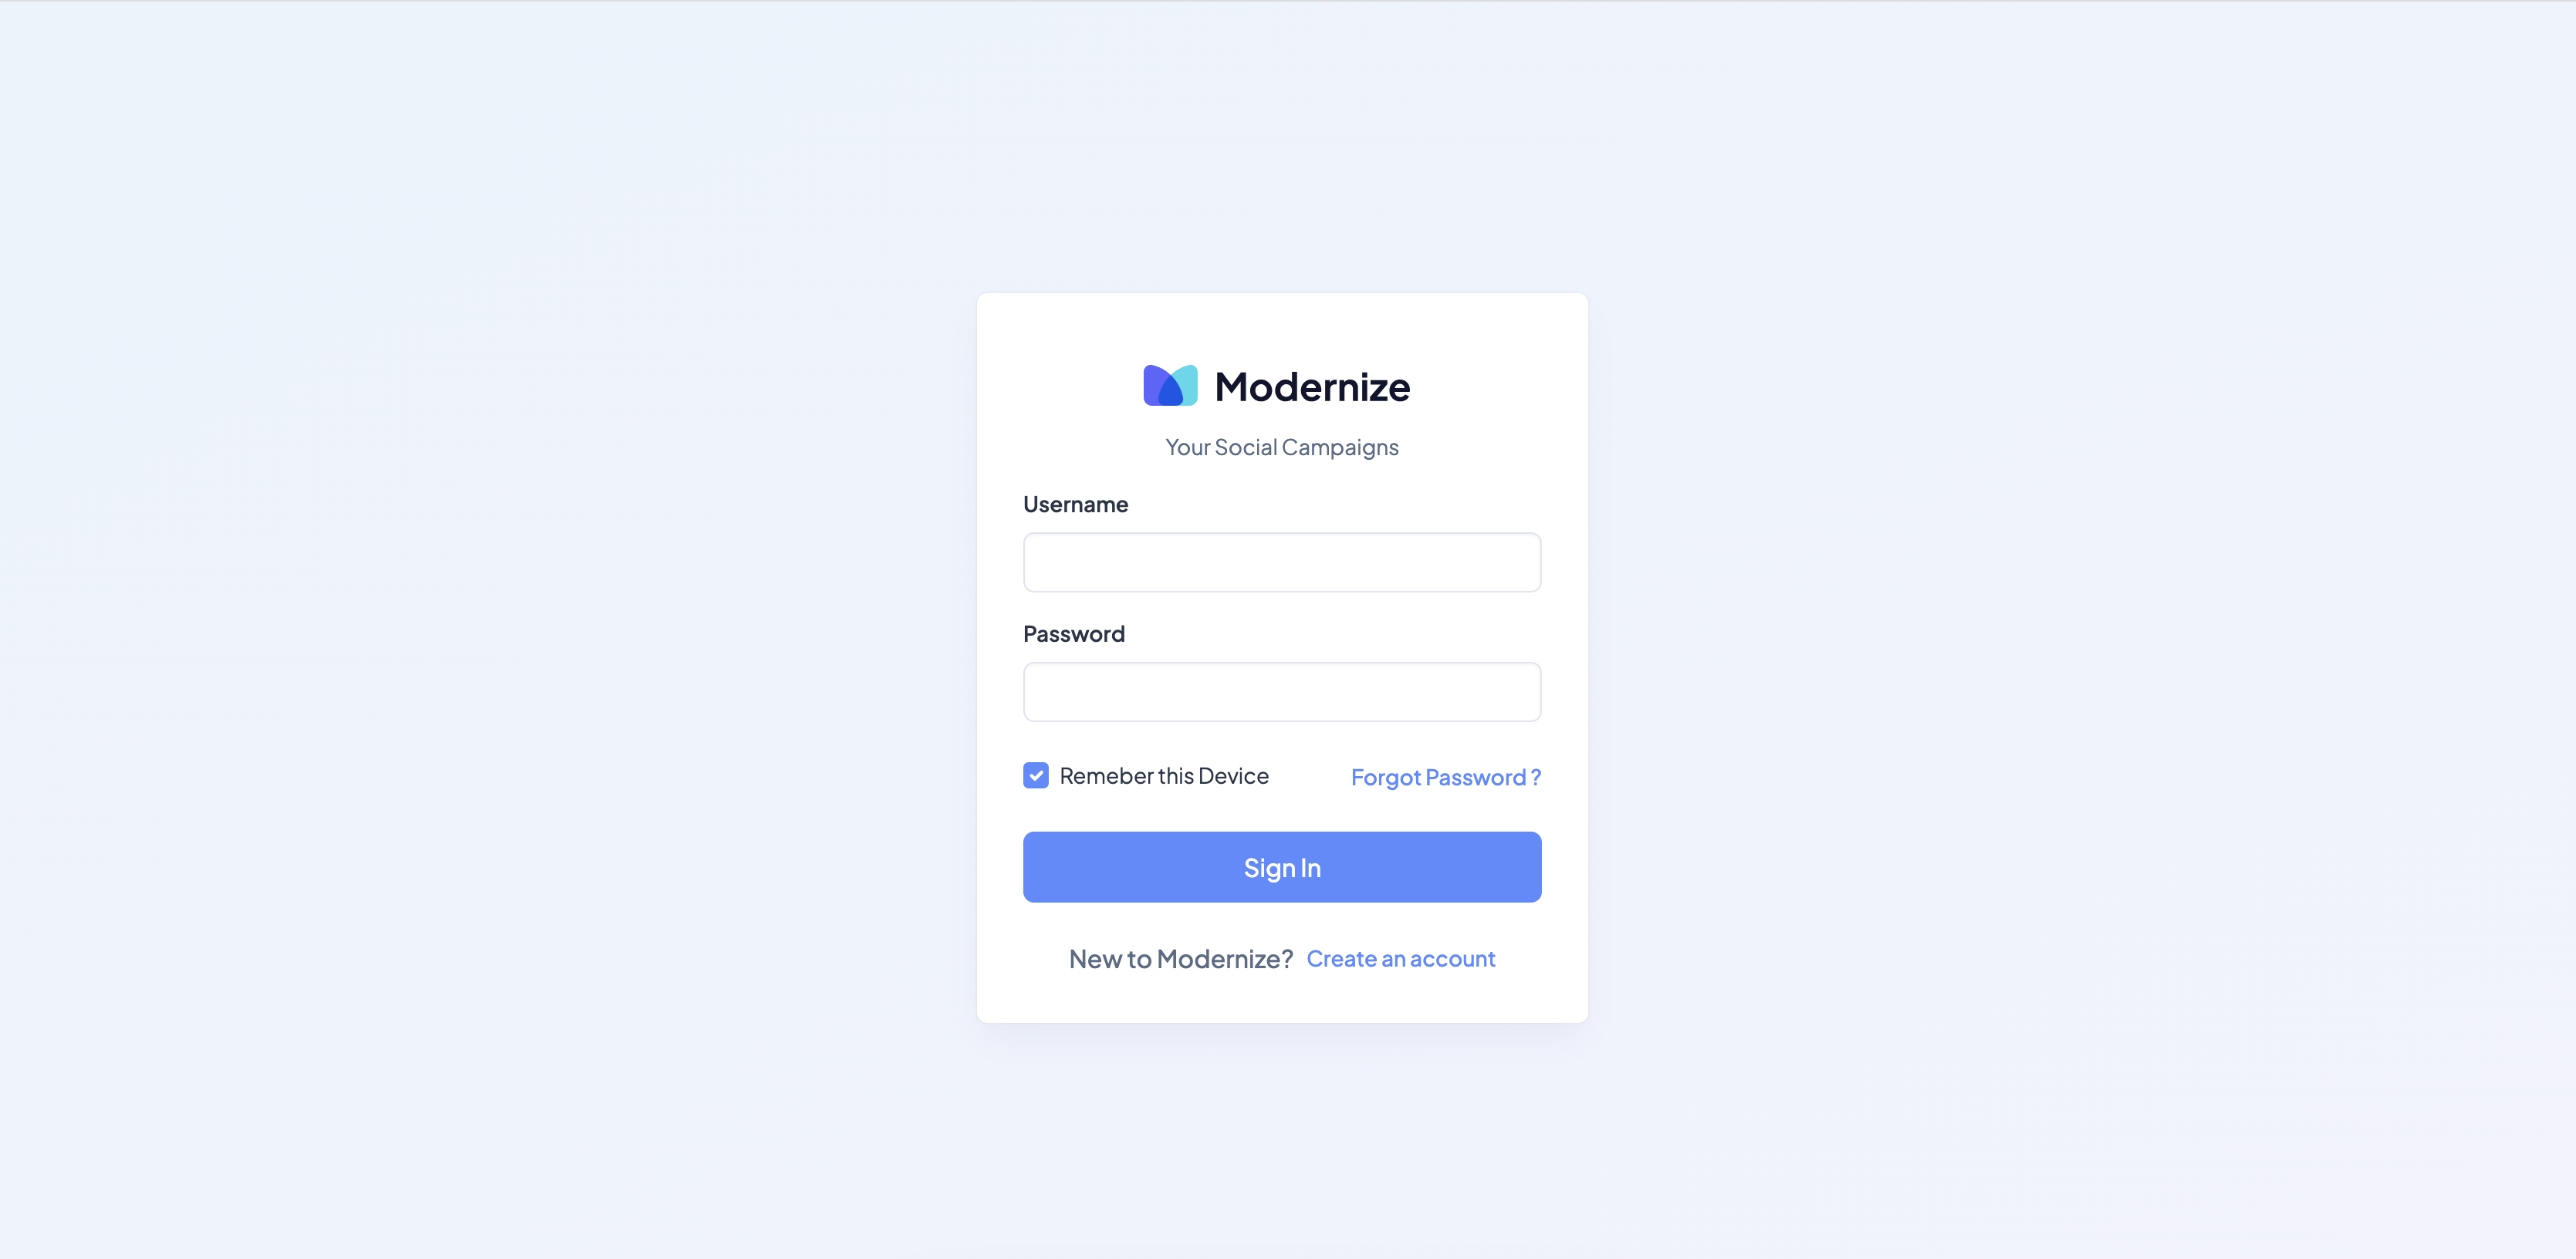 Modernize
Your Social Campaigns
Username
Password
Remeber this Device
Forgot Password ?
Sign In
New to Modernize? Create an account